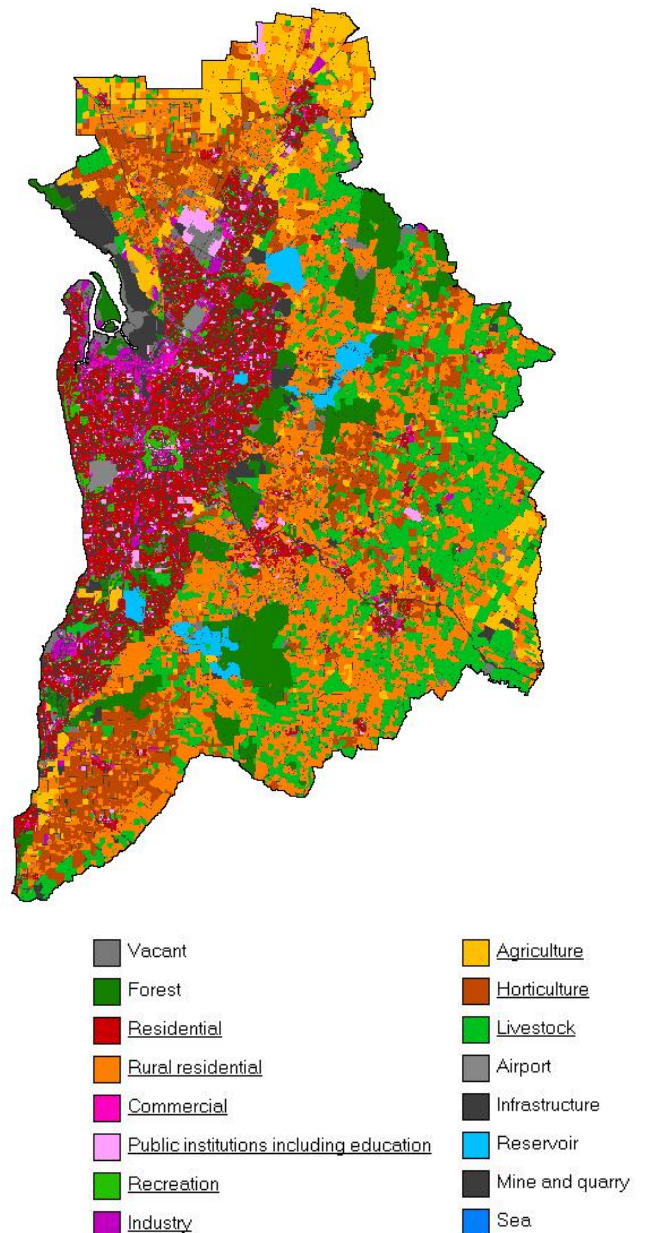 Vacant
Forest
Residential
Rural residential
Commercial
Public institutions including education
Recreation
Industry
Agriculture
Horticulture
Livestock
Airport
Infrastructure
Reservoir
Mine and quarry
Sea